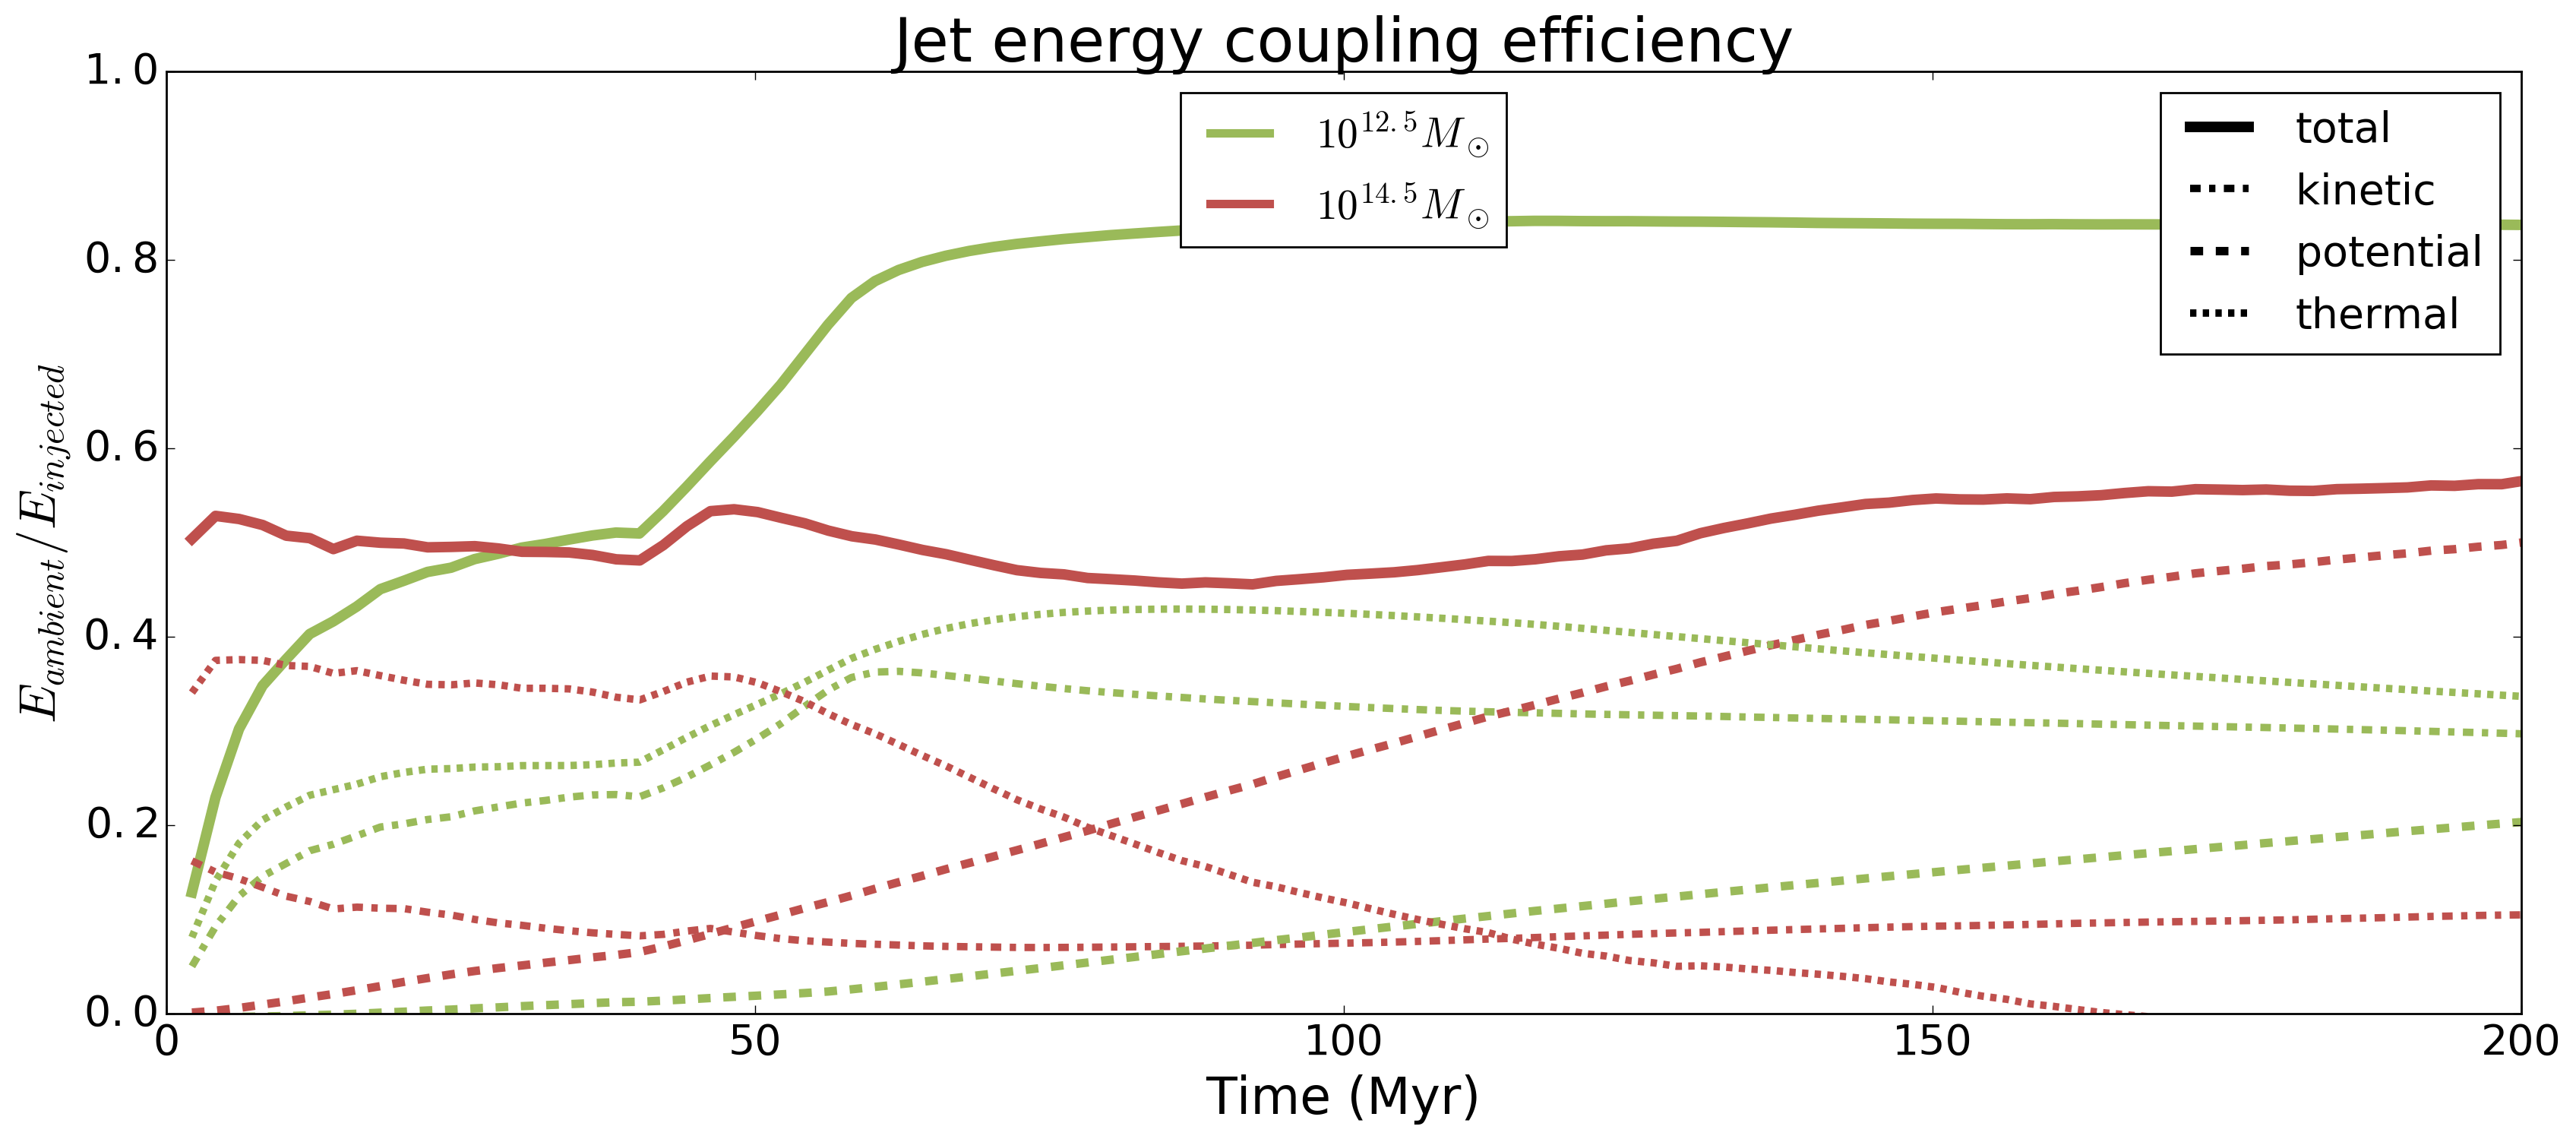 Jet energy coupling efficiency
1.0
0.8
0.6
0.4
0.2
0.0
E_ambient/E_injected
10^12.5 M_⊙
10^14.5 M_⊙
total
kinetic
potential
thermal
0 50 100 150 200
Time (Myr)